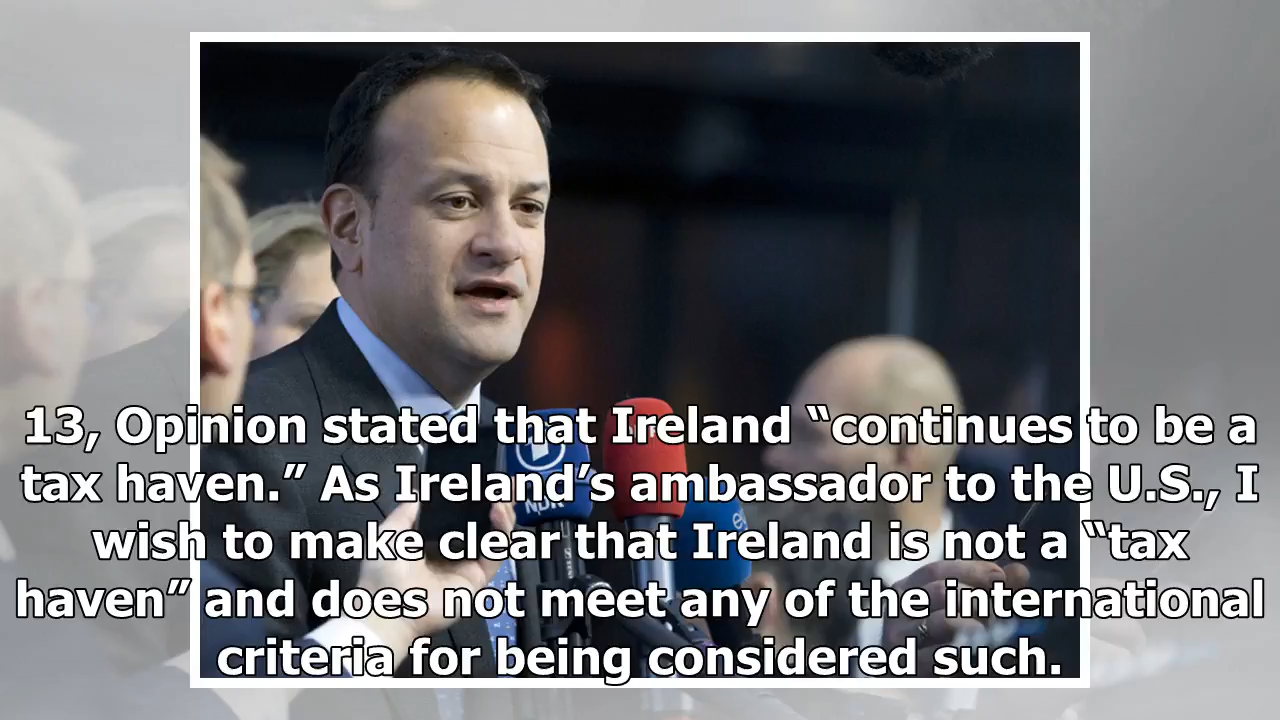 13, Opinion stated that Ireland “continues to be a
tax haven.” As Ireland’s ambassador to the U.S., I
wish to make clear that Ireland is not a “tax
haven” and does not meet any of the international
criteria for being considered such.
NDR